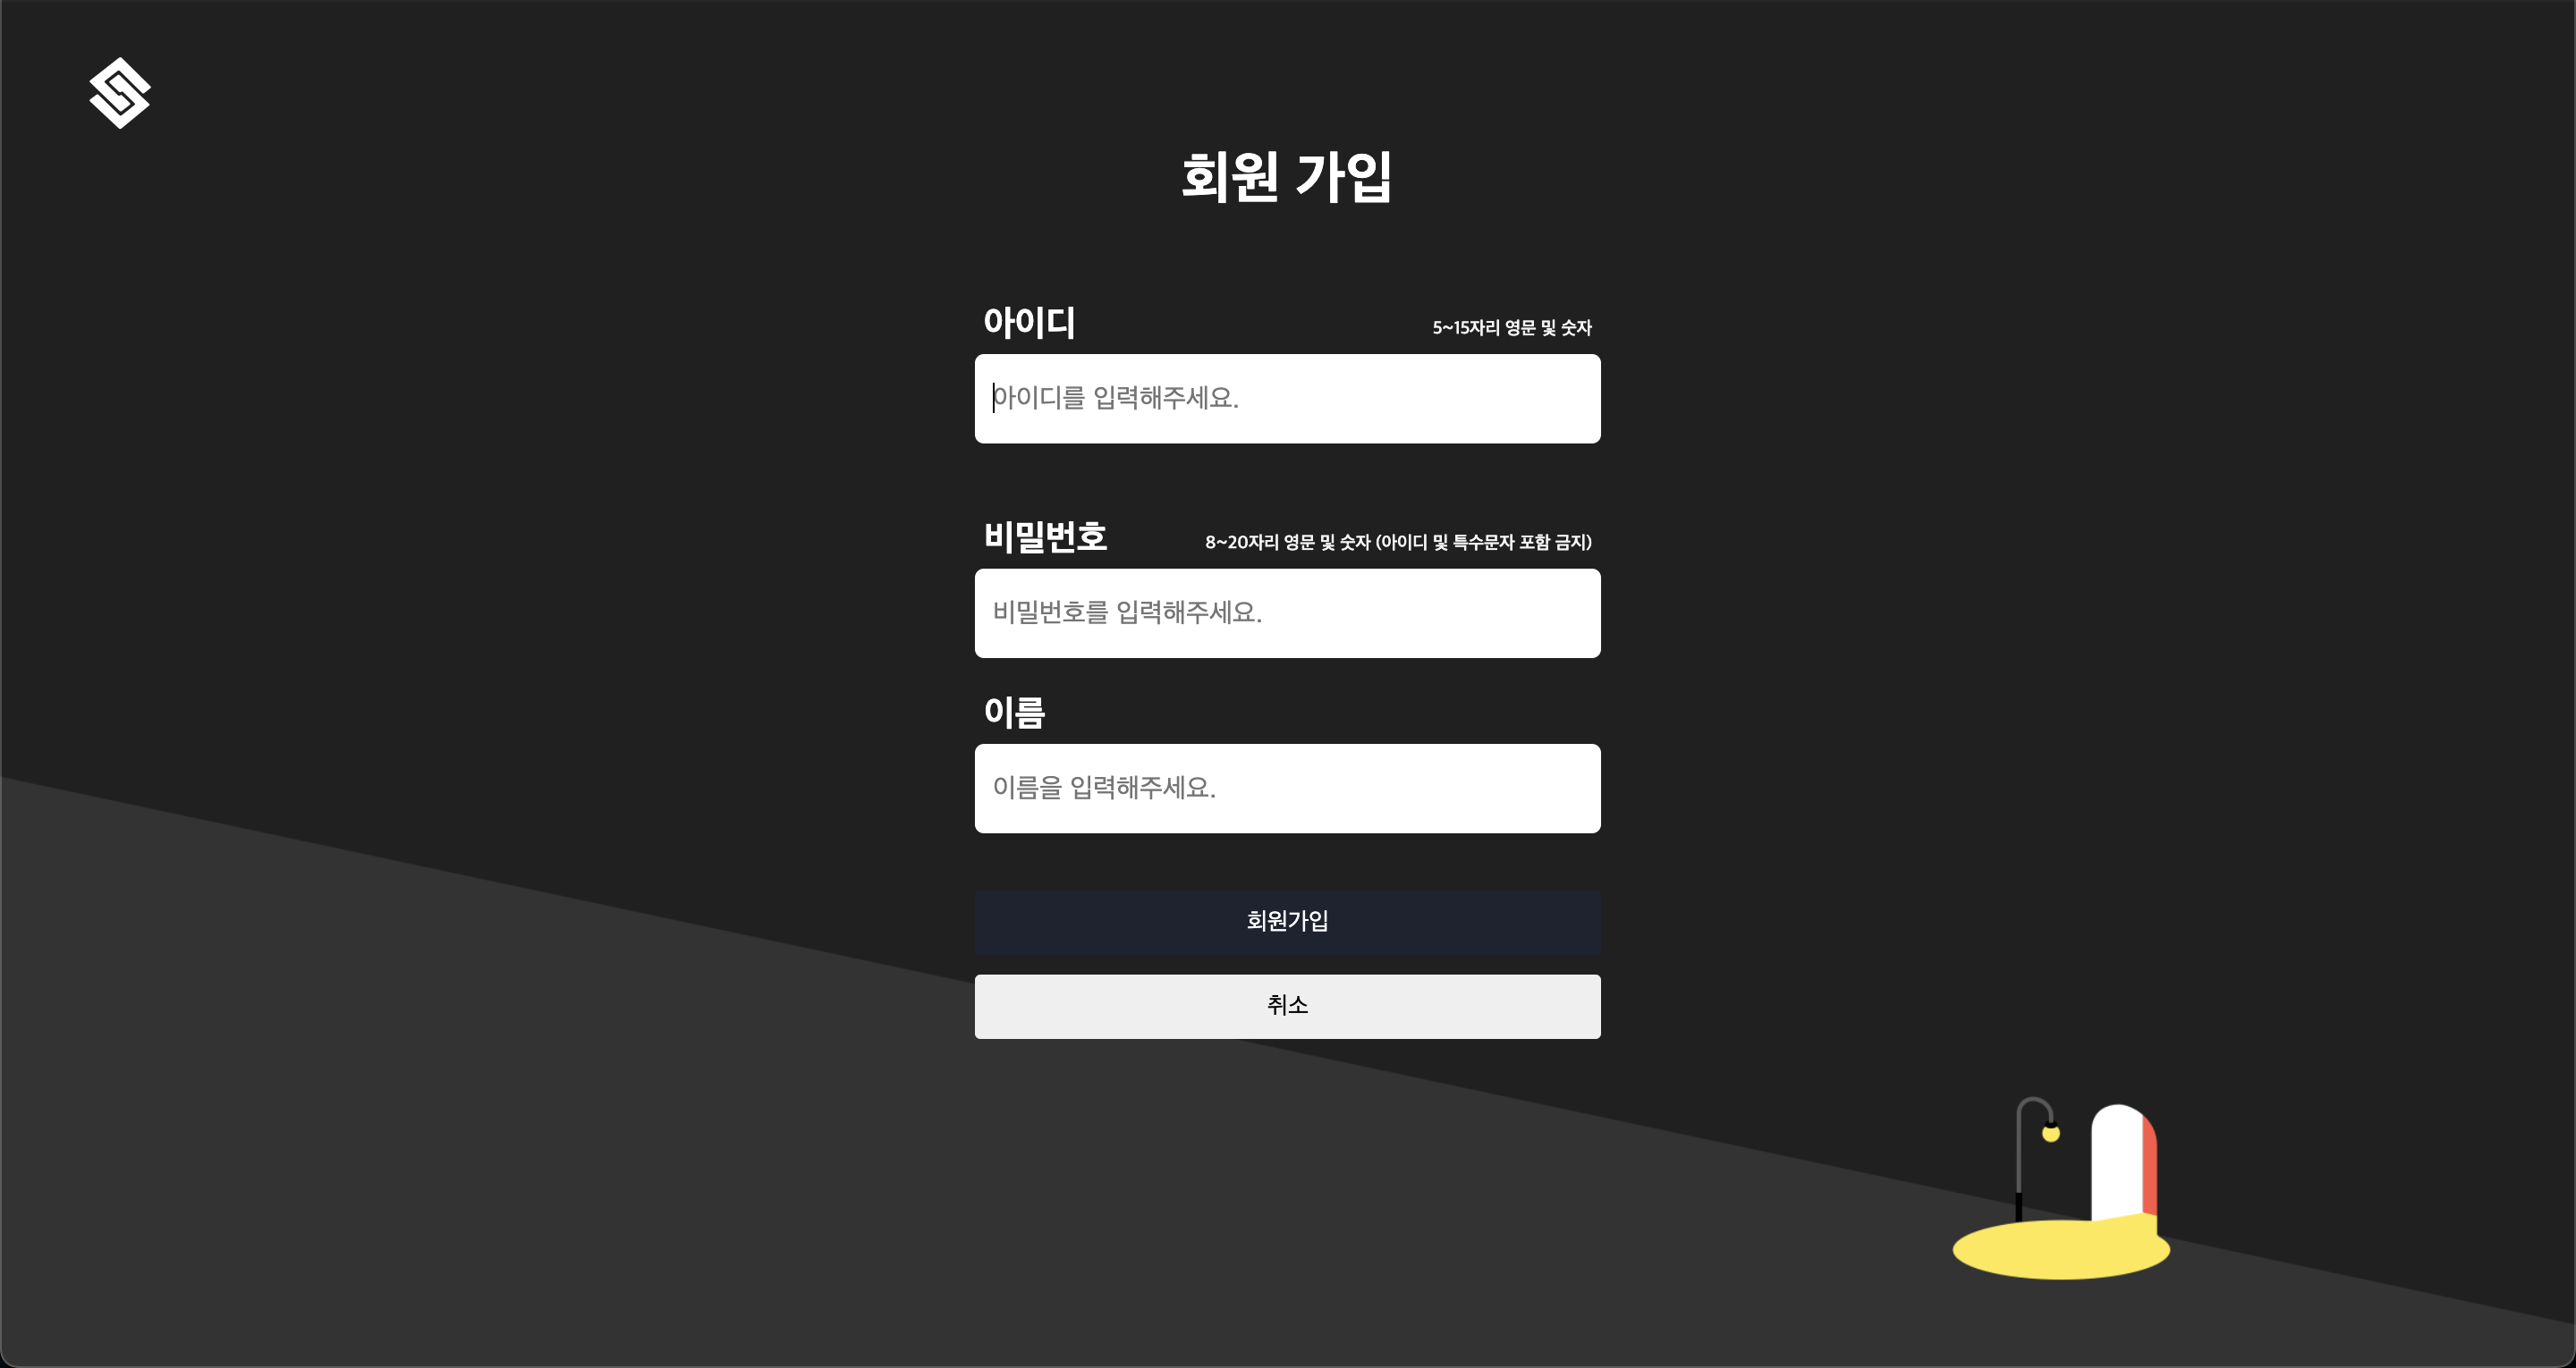 회원 가입
아이디
5~15자리 영문 및 숫자
아이디를 입력해주세요.
비밀번호
8~20자리 영문 및 숫자 (아이디 및 특수문자 포함 금지)
비밀번호를 입력해주세요.
이름
이름을 입력해주세요.
회원가입
취소